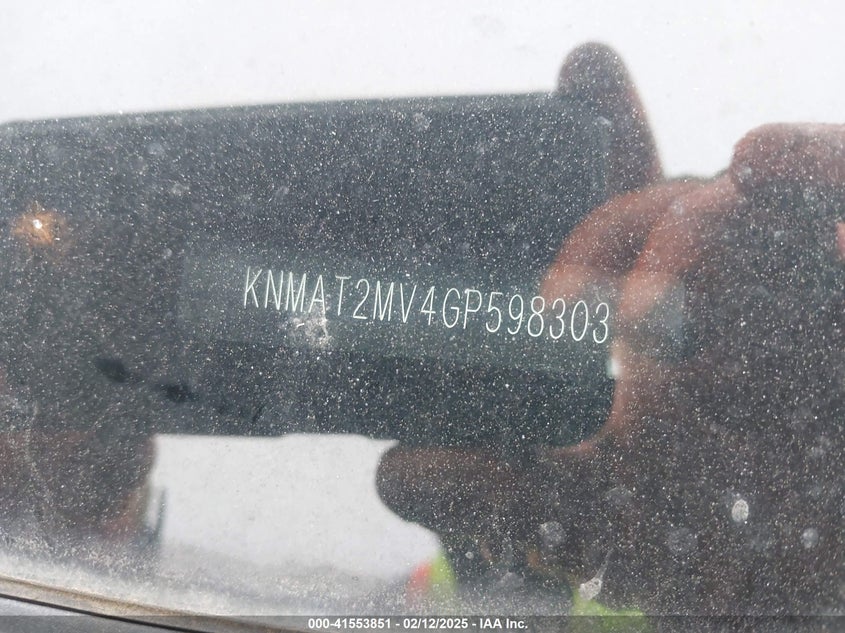 KNMAT2MV4GP598303
000-41553851 - 02/12/2025 - IAA Inc.